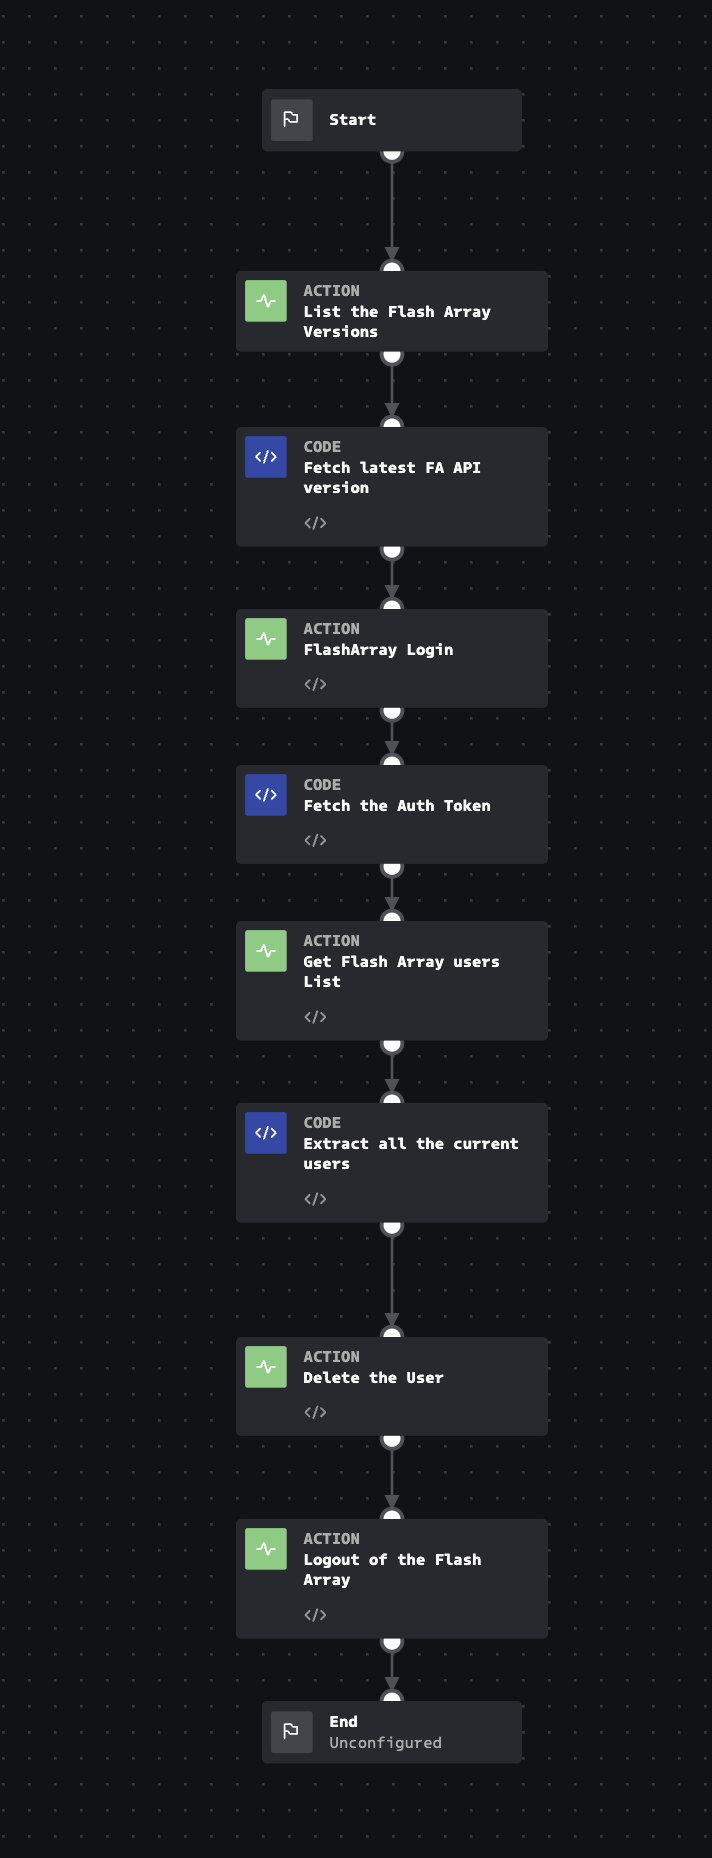 Start
ACTION
List the Flash Array
Versions
CODE
Fetch latest FA API
version
</>
ACTION
FlashArray Login
</>
CODE
Fetch the Auth Token
</>
ACTION
Get Flash Array users
List
</>
CODE
Extract all the current
users
</>
ACTION
Delete the User
</>
ACTION
Logout of the Flash
Array
</>
End
Unconfigured